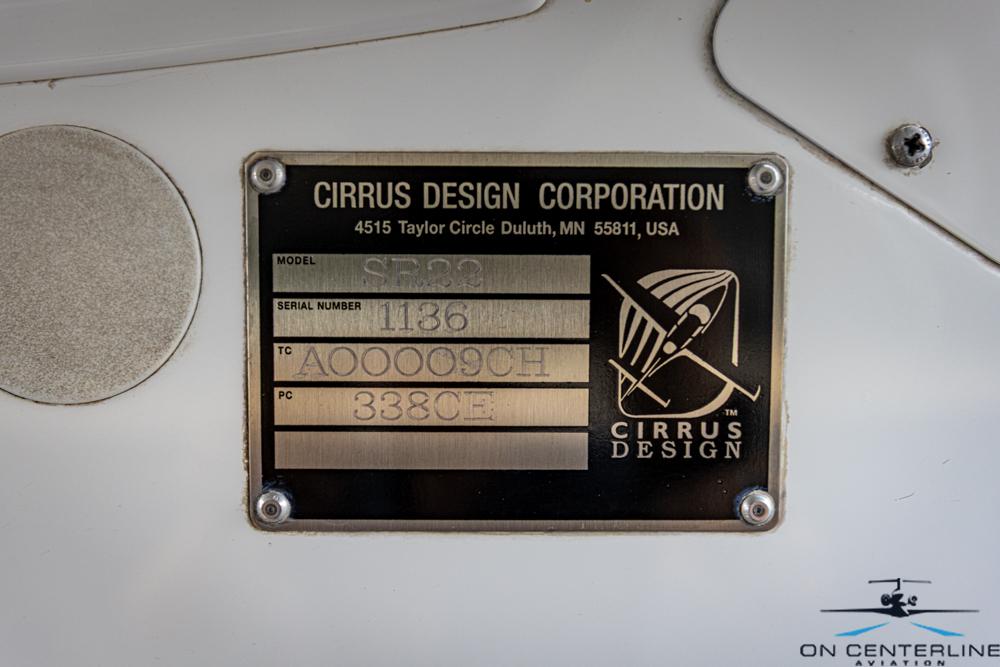 CIRRUS DESIGN CORPORATION
4515 Taylor Circle Duluth, MN 55811, USA
MODEL SR22
SERIAL NUMBER 1136
TC A00009CH
PC 338CE
TM
CIRRUS
DESIGN
ON CENTERLINE
AVIATION